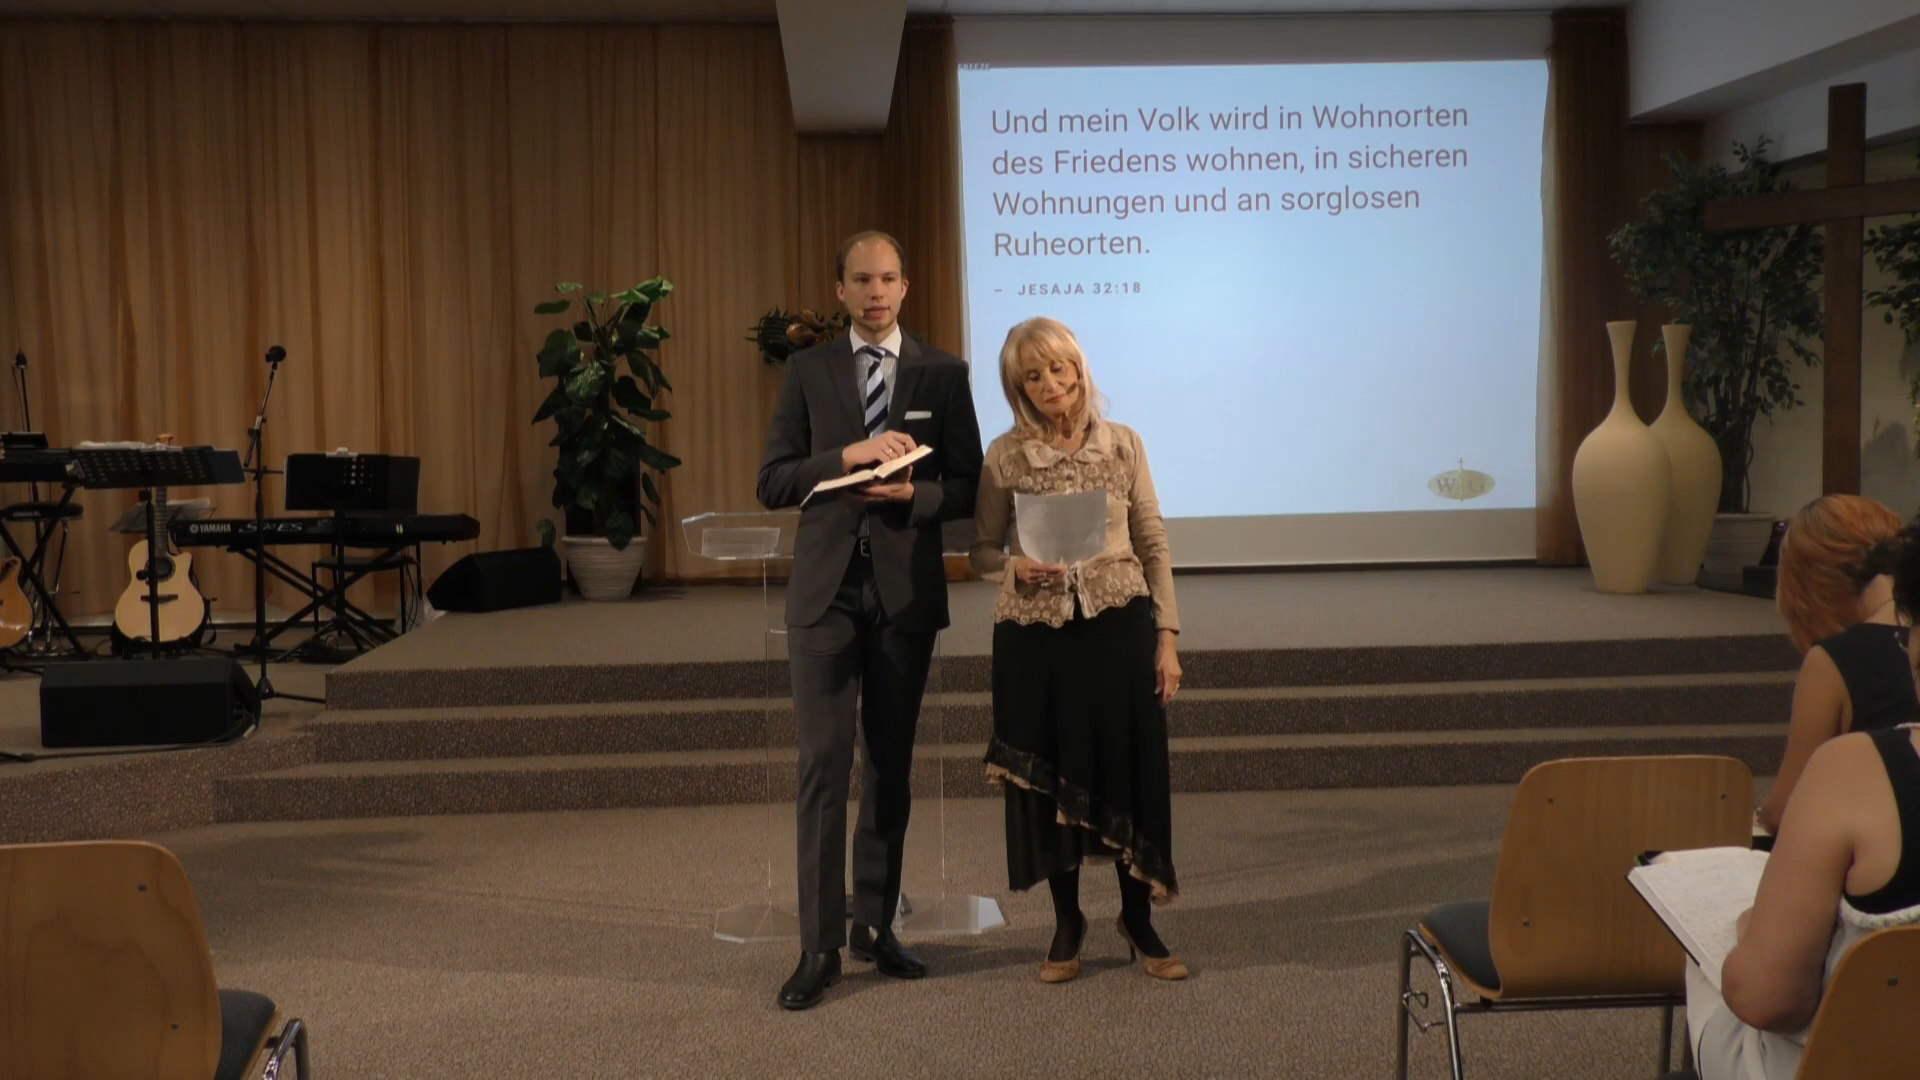 Und mein Volk wird in Wohnorten
des Friedens wohnen, in sicheren
Wohnungen und an sorglosen
Ruheorten.
– JESAJA 32:18
YAMAHA